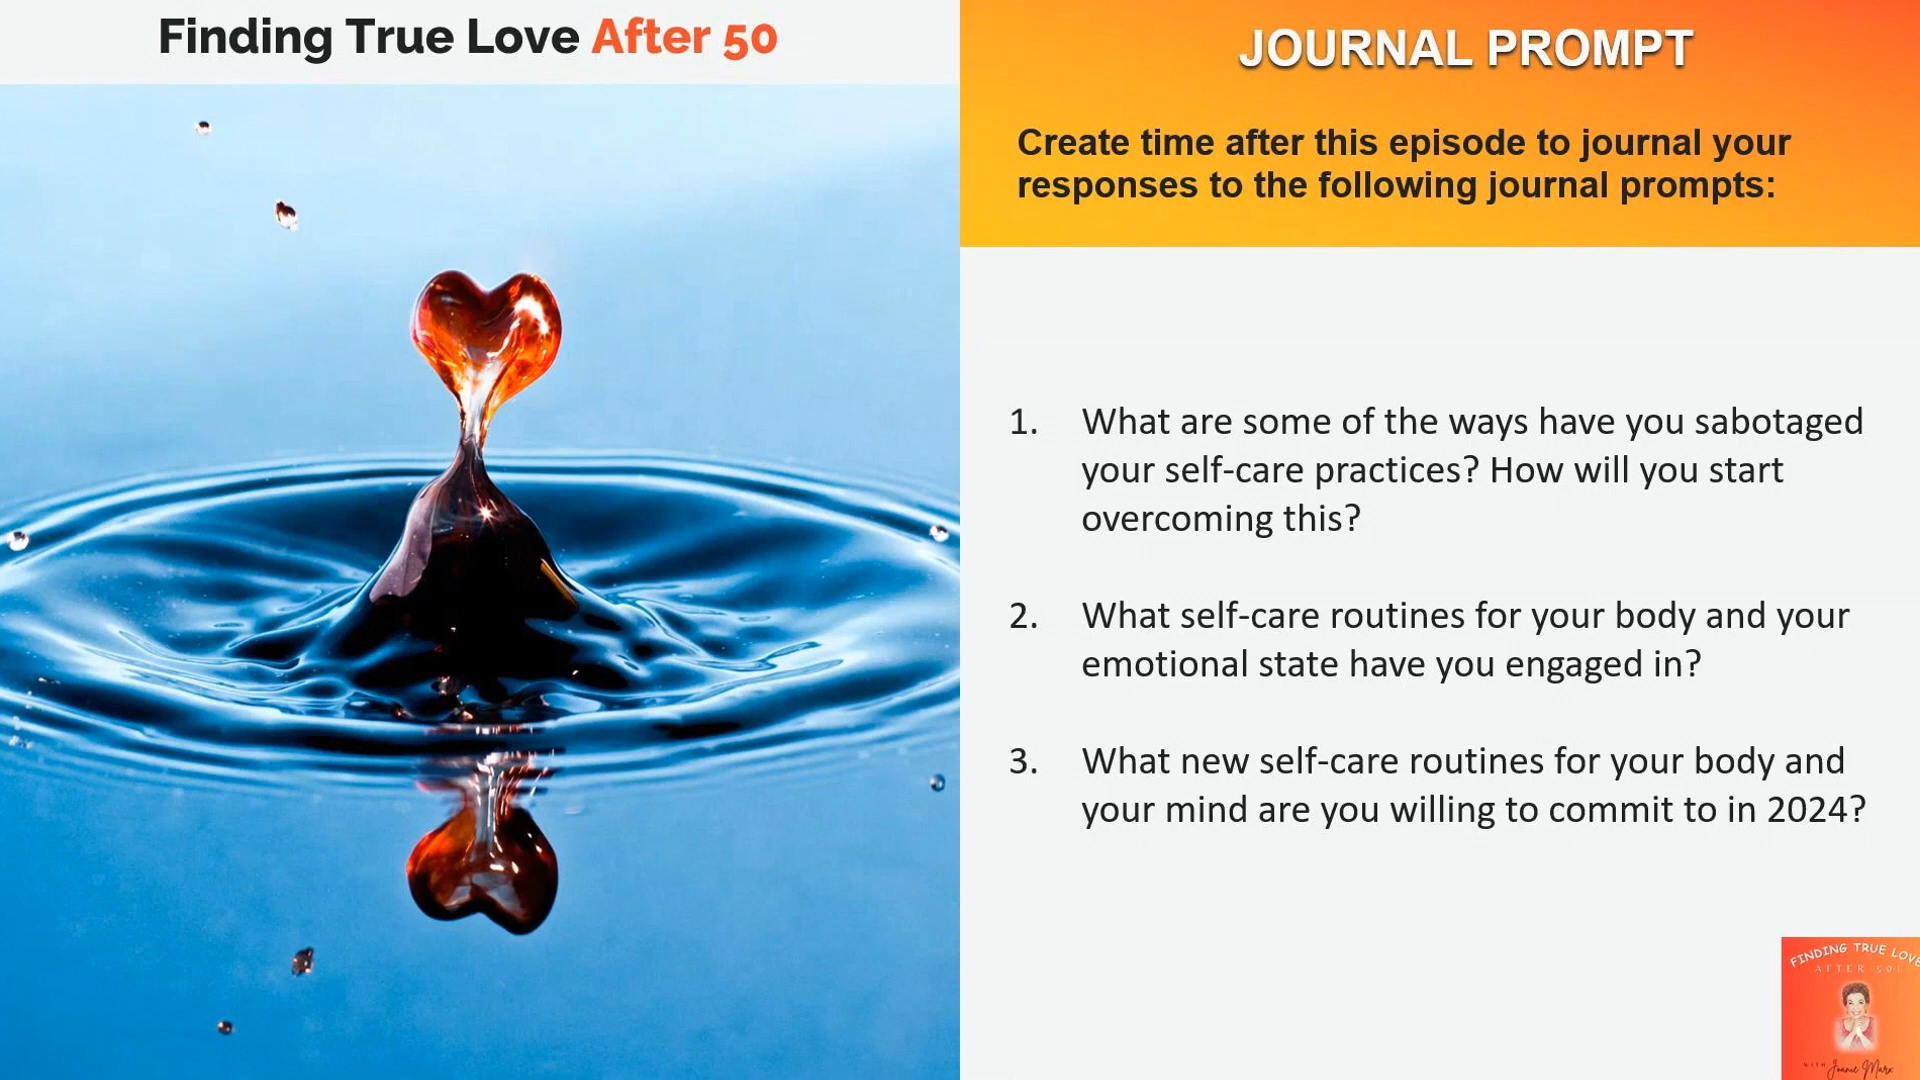 Finding True Love After 50
JOURNAL PROMPT
Create time after this episode to journal your
responses to the following journal prompts:
1. What are some of the ways have you sabotaged
your self-care practices? How will you start
overcoming this?
2. What self-care routines for your body and your
emotional state have you engaged in?
3. What new self-care routines for your body and
your mind are you willing to commit to in 2024?
FINDING TRUE LOVE
AFTER 50!
WITH Joanie Marx